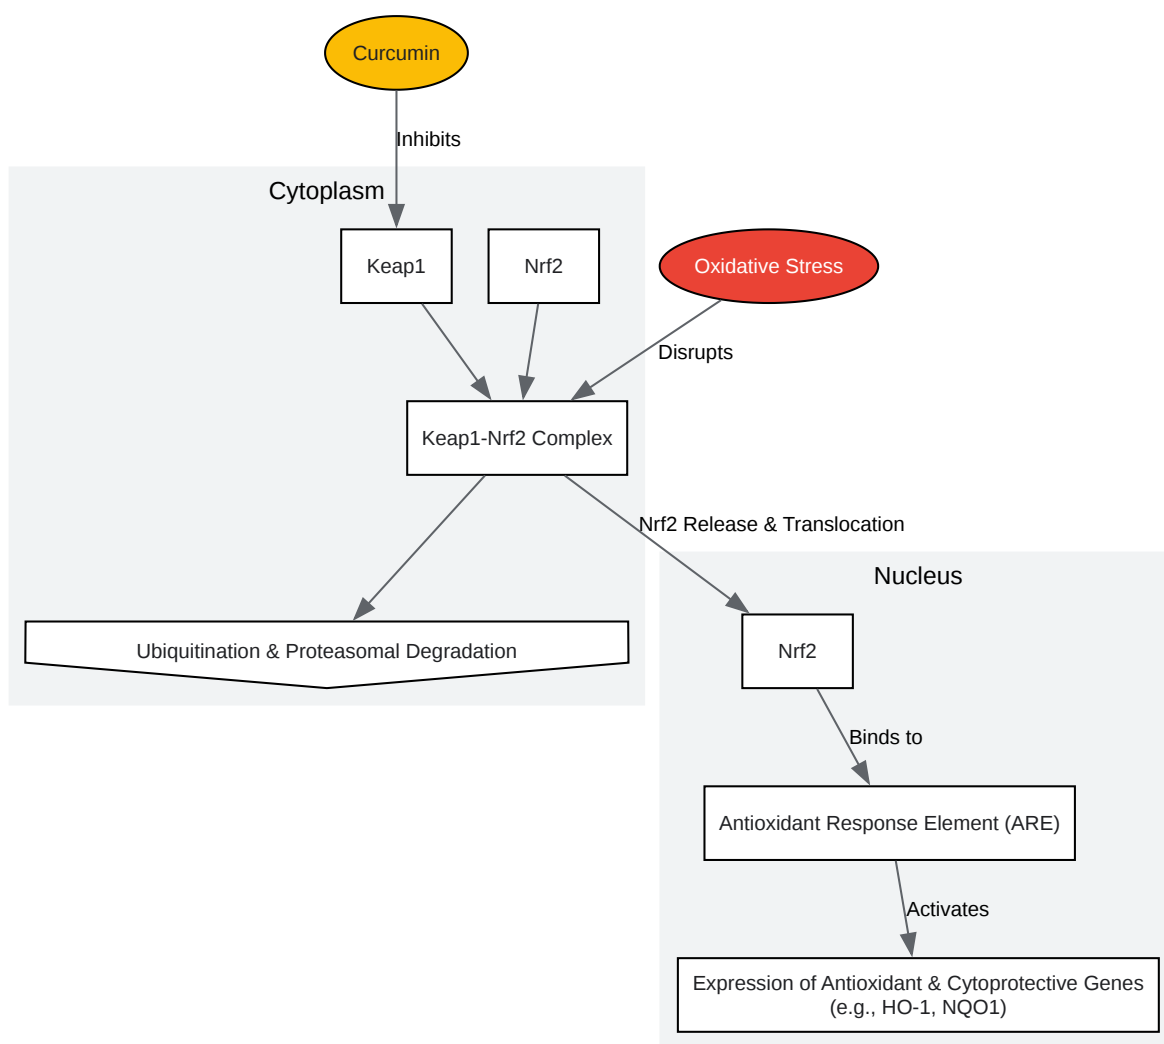 Curcumin
Inhibits
Cytoplasm
Keap1
Nrf2
Oxidative Stress
Disrupts
Keap1-Nrf2 Complex
Nrf2 Release & Translocation
Nucleus
Ubiquitination & Proteasomal Degradation
Nrf2
Binds to
Antioxidant Response Element (ARE)
Activates
Expression of Antioxidant & Cytoprotective Genes
(e.g., HO-1, NQO1)